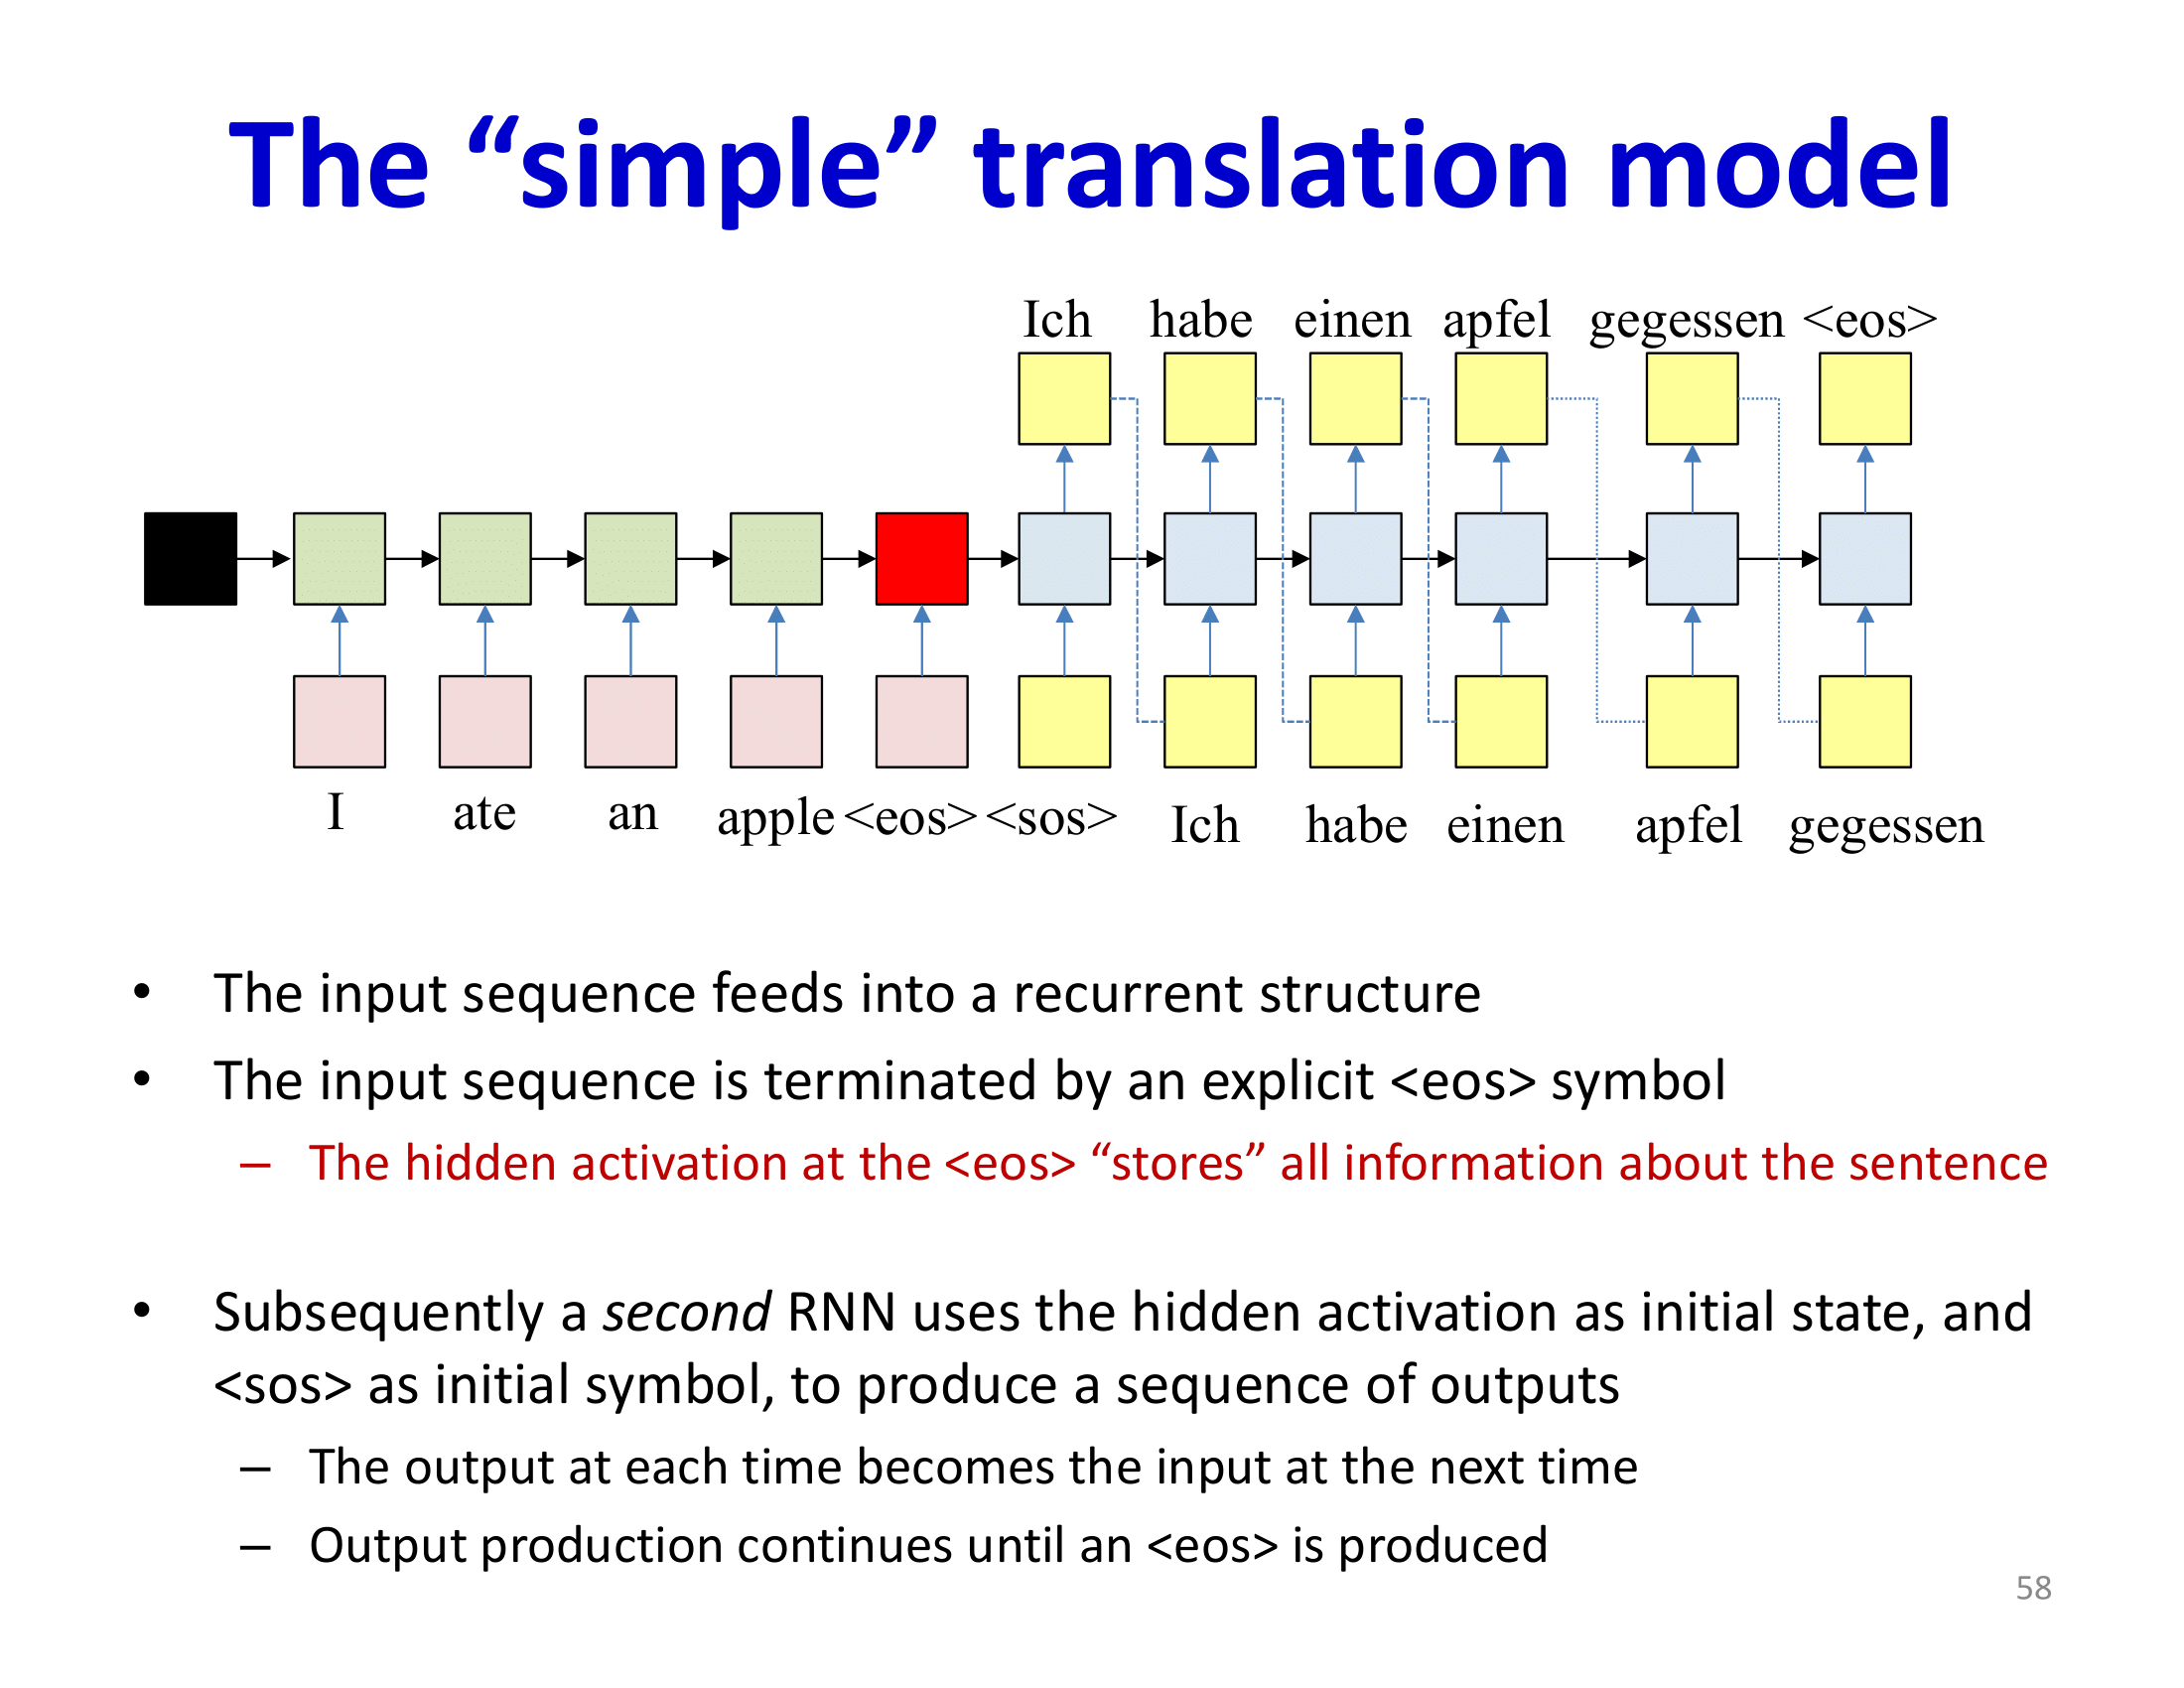 The “simple” translation model
Ich habe einen apfel gegessen <eos>
I ate an apple <eos> <sos> Ich habe einen apfel gegessen
• The input sequence feeds into a recurrent structure
• The input sequence is terminated by an explicit <eos> symbol
– The hidden activation at the <eos> “stores” all information about the sentence
• Subsequently a second RNN uses the hidden activation as initial state, and
<sos> as initial symbol, to produce a sequence of outputs
– The output at each time becomes the input at the next time
– Output production continues until an <eos> is produced
58